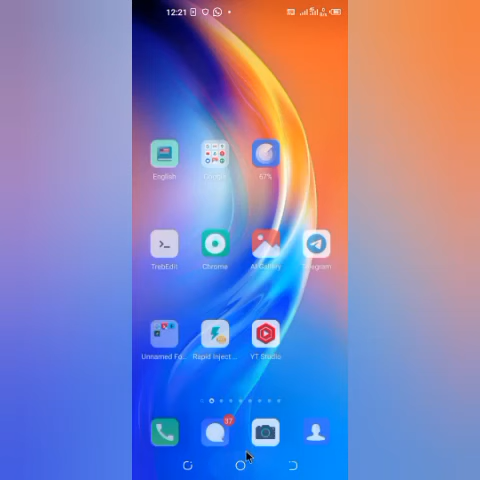 12:21
English
67%
TrebEdit
Chrome
AI Gallery
Telegram
Unnamed Fo...
Rapid Inject...
YT Studio
37